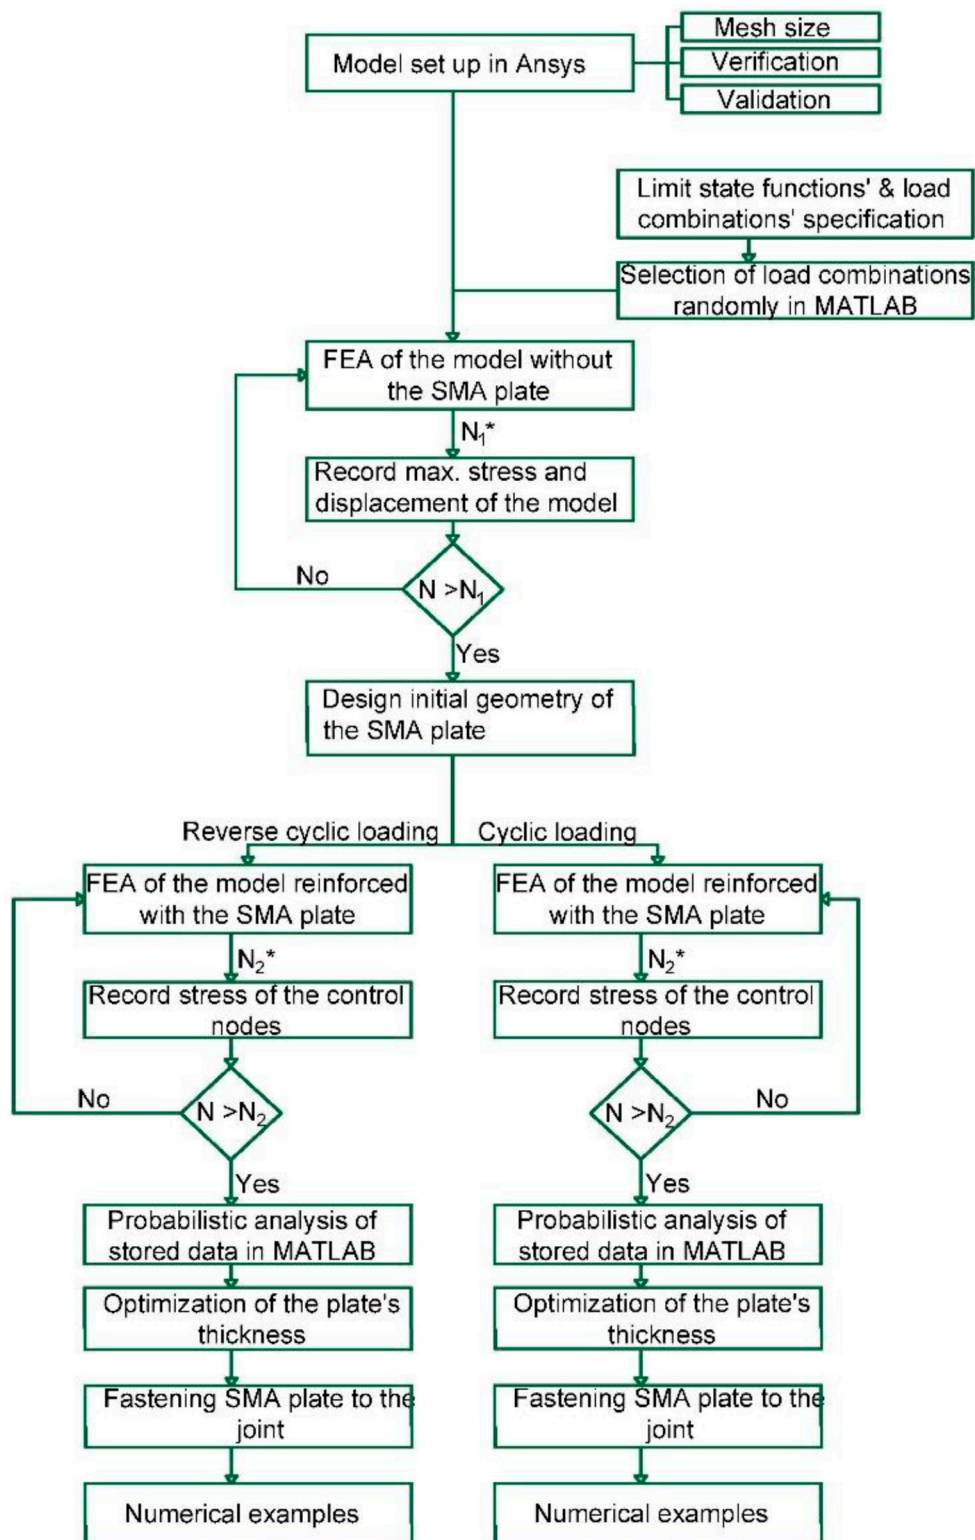 Mesh size
Model set up in Ansys
Verification
Validation
Limit state functions' & load
combinations' specification
Selection of load combinations
randomly in MATLAB
FEA of the model without
the SMA plate
N₁*
Record max. stress and
displacement of the model
No
N >N₁
Yes
Design initial geometry of
the SMA plate
Reverse cyclic loading
Cyclic loading
FEA of the model reinforced
with the SMA plate
N₂*
Record stress of the control
nodes
No
N >N₂
Yes
Probabilistic analysis of
stored data in MATLAB
Optimization of the plate's
thickness
Fastening SMA plate to the
joint
Numerical examples
FEA of the model reinforced
with the SMA plate
N₂*
Record stress of the control
nodes
N >N₂
No
Yes
Probabilistic analysis of
stored data in MATLAB
Optimization of the plate's
thickness
Fastening SMA plate to the
joint
Numerical examples